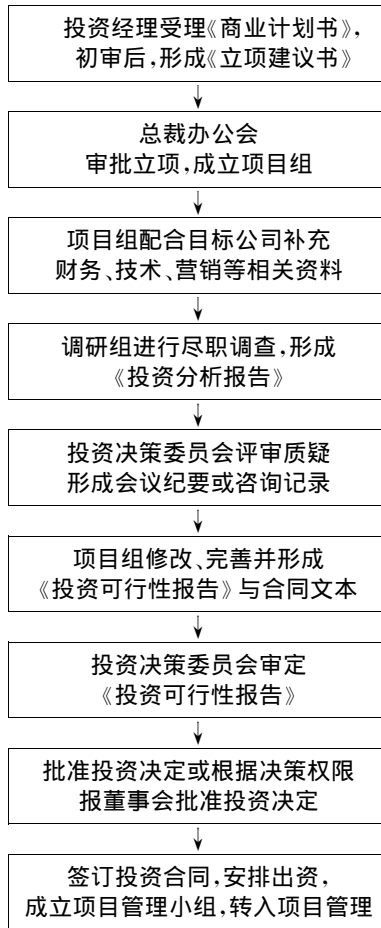 投资经理受理《商业计划书》,
初审后,形成《立项建议书》
总裁办公会
审批立项,成立项目组
项目组配合目标公司补充
财务、技术、营销等相关资料
调研组进行尽职调查,形成
《投资分析报告》
投资决策委员会评审质疑
形成会议纪要或咨询记录
项目组修改、完善并形成
《投资可行性报告》与合同文本
投资决策委员会审定
《投资可行性报告》
批准投资决定或根据决策权限
报董事会批准投资决定
签订投资合同,安排出资,
成立项目管理小组,转入项目管理